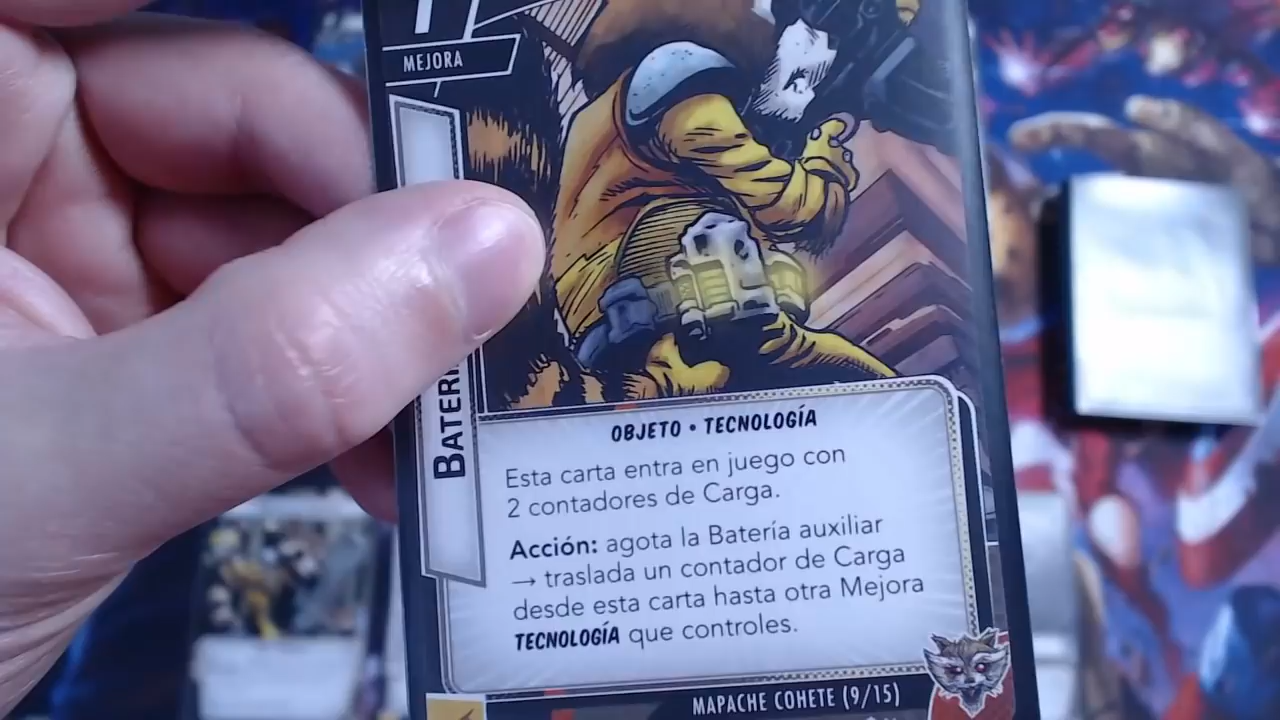 MEJORA
BATERI
OBJETO • TECNOLOGÍA
Esta carta entra en juego con
2 contadores de Carga.
Acción: agota la Batería auxiliar
→ traslada un contador de Carga
desde esta carta hasta otra Mejora
TECNOLOGÍA que controles.
MAPACHE COHETE (9/15)